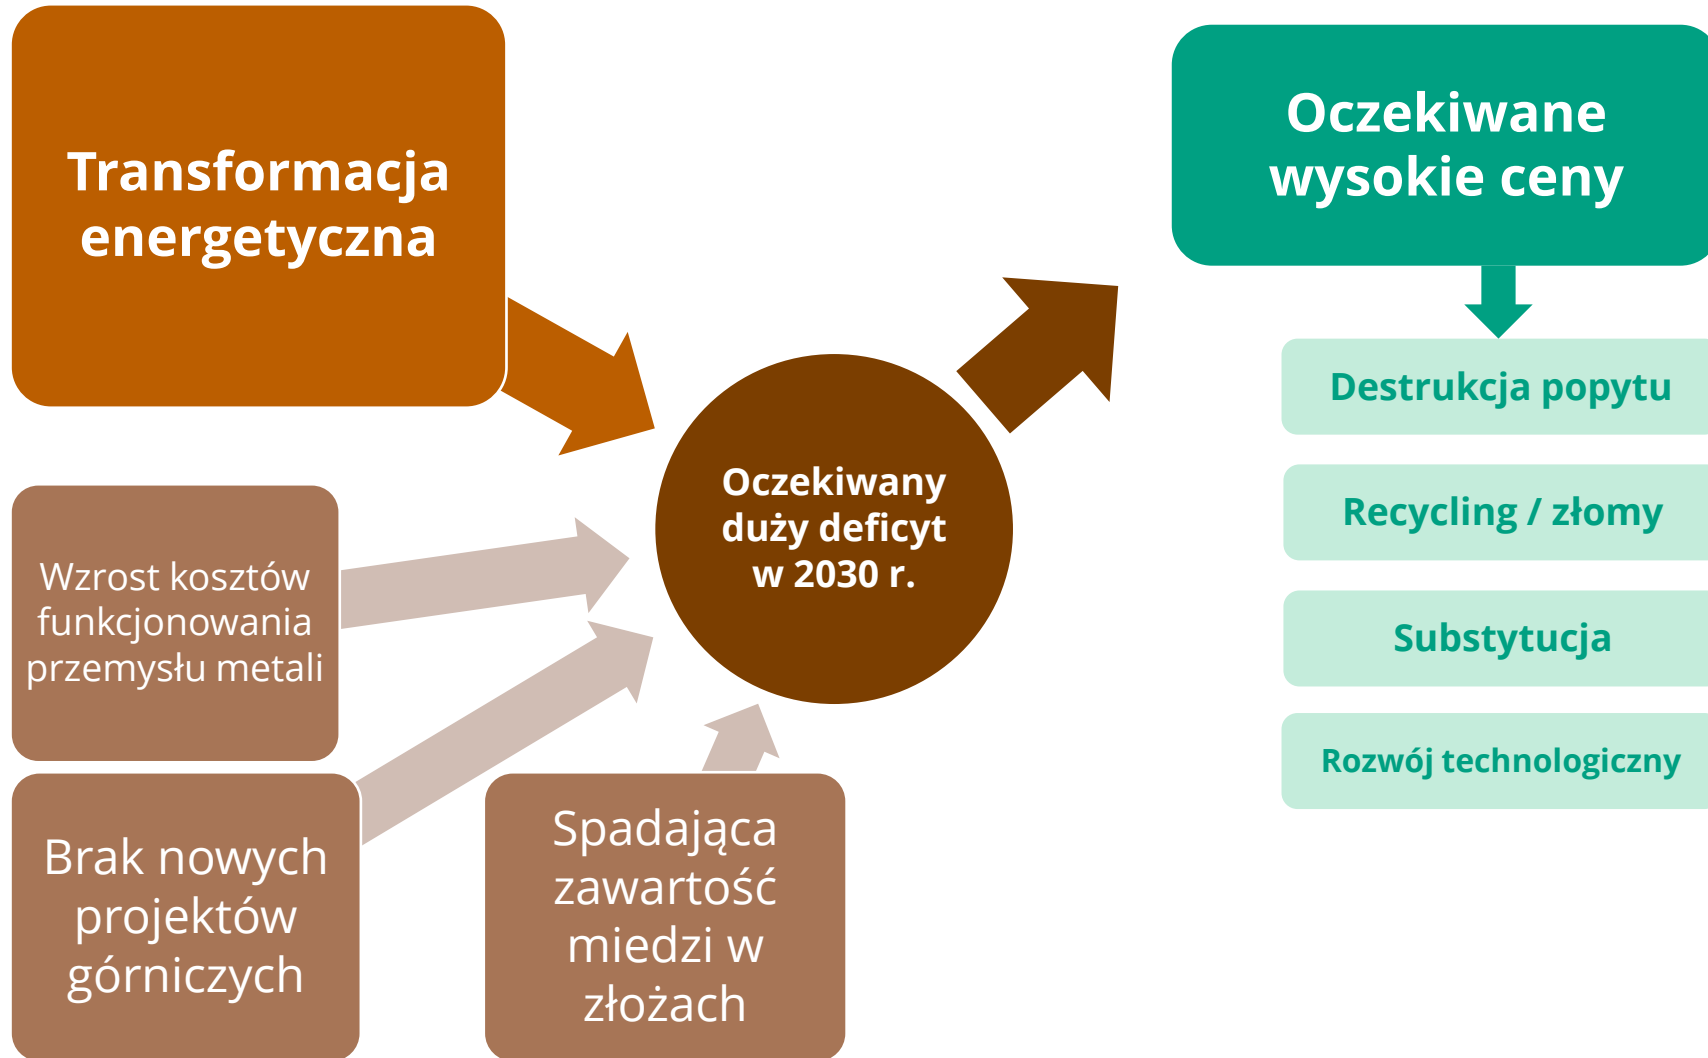 Transformacja
energetyczna
Wzrost kosztów
funkcjonowania
przemysłu metali
Brak nowych
projektów
górniczych
Spadająca
zawartość
miedzi w
złożach
Oczekiwany
duży deficyt
w 2030 r.
Oczekiwane
wysokie ceny
Destrukcja popytu
Recycling / złomy
Substytucja
Rozwój technologiczny